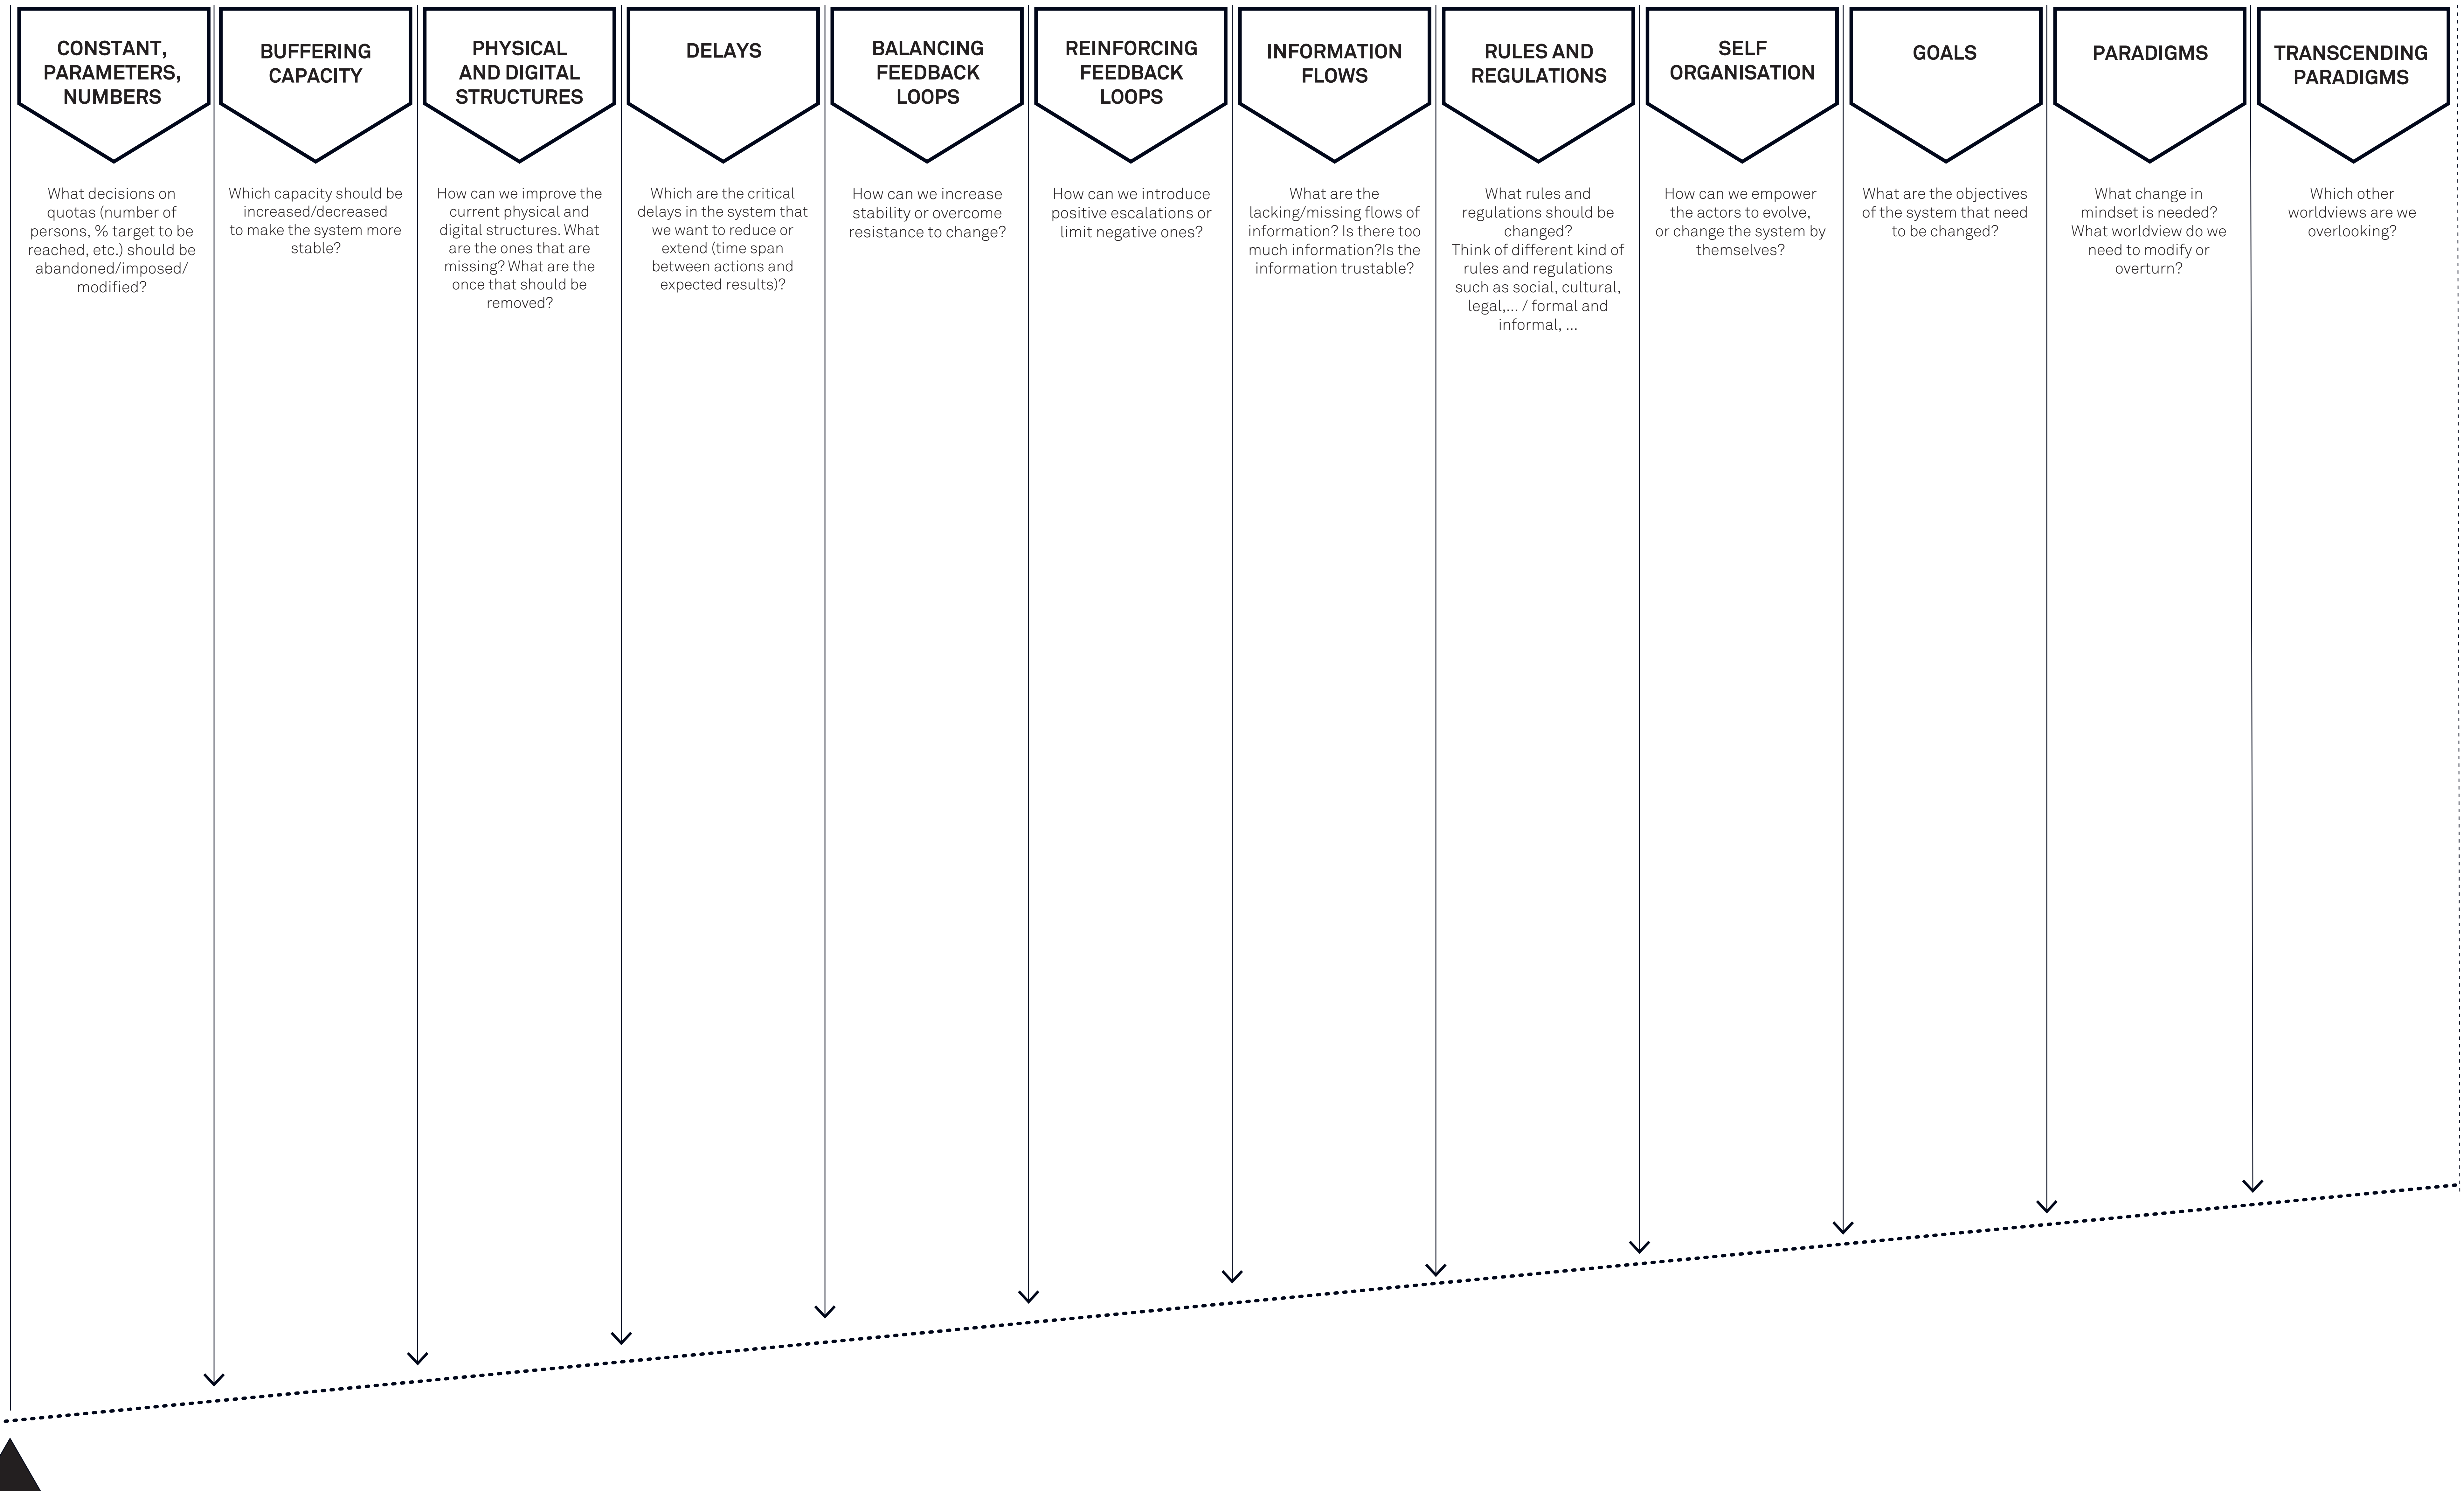 CONSTANT,
PARAMETERS,
NUMBERS
What decisions on
quotas (number of
persons, % target to be
reached, etc.) should be
abandoned/imposed/
modified?
BUFFERING
CAPACITY
Which capacity should be
increased/decreased
to make the system more
stable?
PHYSICAL
AND DIGITAL
STRUCTURES
How can we improve the
current physical and
digital structures. What
are the ones that are
missing? What are the
once that should be
removed?
DELAYS
Which are the critical
delays in the system that
we want to reduce or
extend (time span
between actions and
expected results)?
BALANCING
FEEDBACK
LOOPS
How can we increase
stability or overcome
resistance to change?
REINFORCING
FEEDBACK
LOOPS
How can we introduce
positive escalations or
limit negative ones?
INFORMATION
FLOWS
What are the
lacking/missing flows of
information? Is there too
much information?Is the
information trustable?
RULES AND
REGULATIONS
What rules and
regulations should be
changed?
Think of different kind of
rules and regulations
such as social, cultural,
legal,... / formal and
informal, ...
SELF
ORGANISATION
How can we empower
the actors to evolve,
or change the system by
themselves?
GOALS
What are the objectives
of the system that need
to be changed?
PARADIGMS
What change in
mindset is needed?
What worldview do we
need to modify or
overturn?
TRANSCENDING
PARADIGMS
Which other
worldviews are we
overlooking?